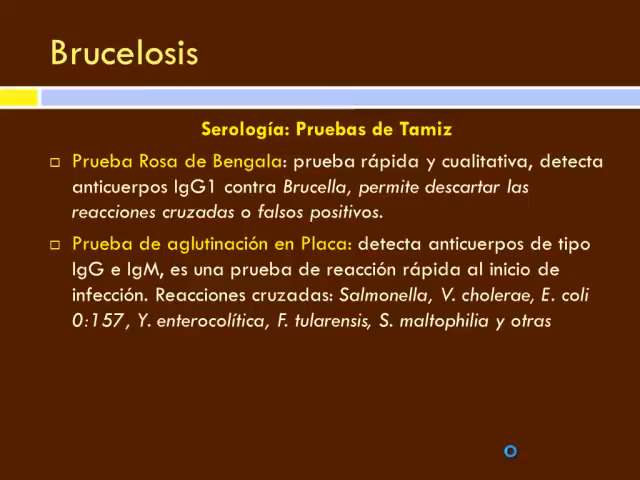 Brucelosis
Serología: Pruebas de Tamiz
Prueba Rosa de Bengala: prueba rápida y cualitativa, detecta
anticuerpos IgG1 contra Brucella, permite descartar las
reacciones cruzadas o falsos positivos.
Prueba de aglutinación en Placa: detecta anticuerpos de tipo
IgG e IgM, es una prueba de reacción rápida al inicio de
infección. Reacciones cruzadas: Salmonella, V. cholerae, E. coli
0:157, Y. enterocolítica, F. tularensis, S. maltophilia y otras